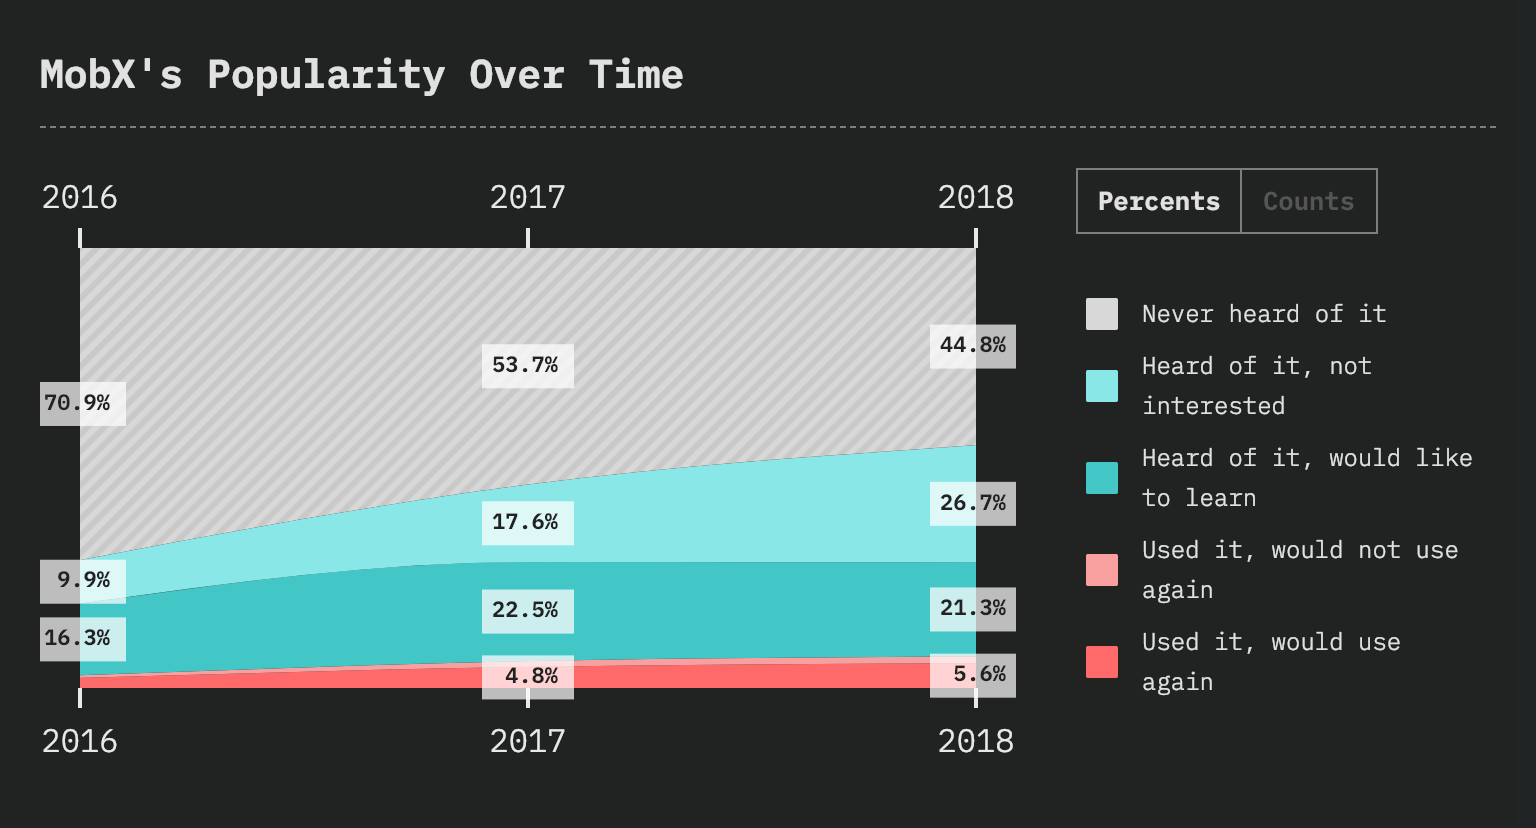 MobX's Popularity Over Time
2016 2017 2018
Percents Counts
Never heard of it
Heard of it, not
interested
Heard of it, would like
to learn
Used it, would not use
again
Used it, would use
again
44.8%
53.7%
70.9%
26.7%
17.6%
9.9%
21.3%
22.5%
16.3%
5.6%
4.8%
2016 2017 2018